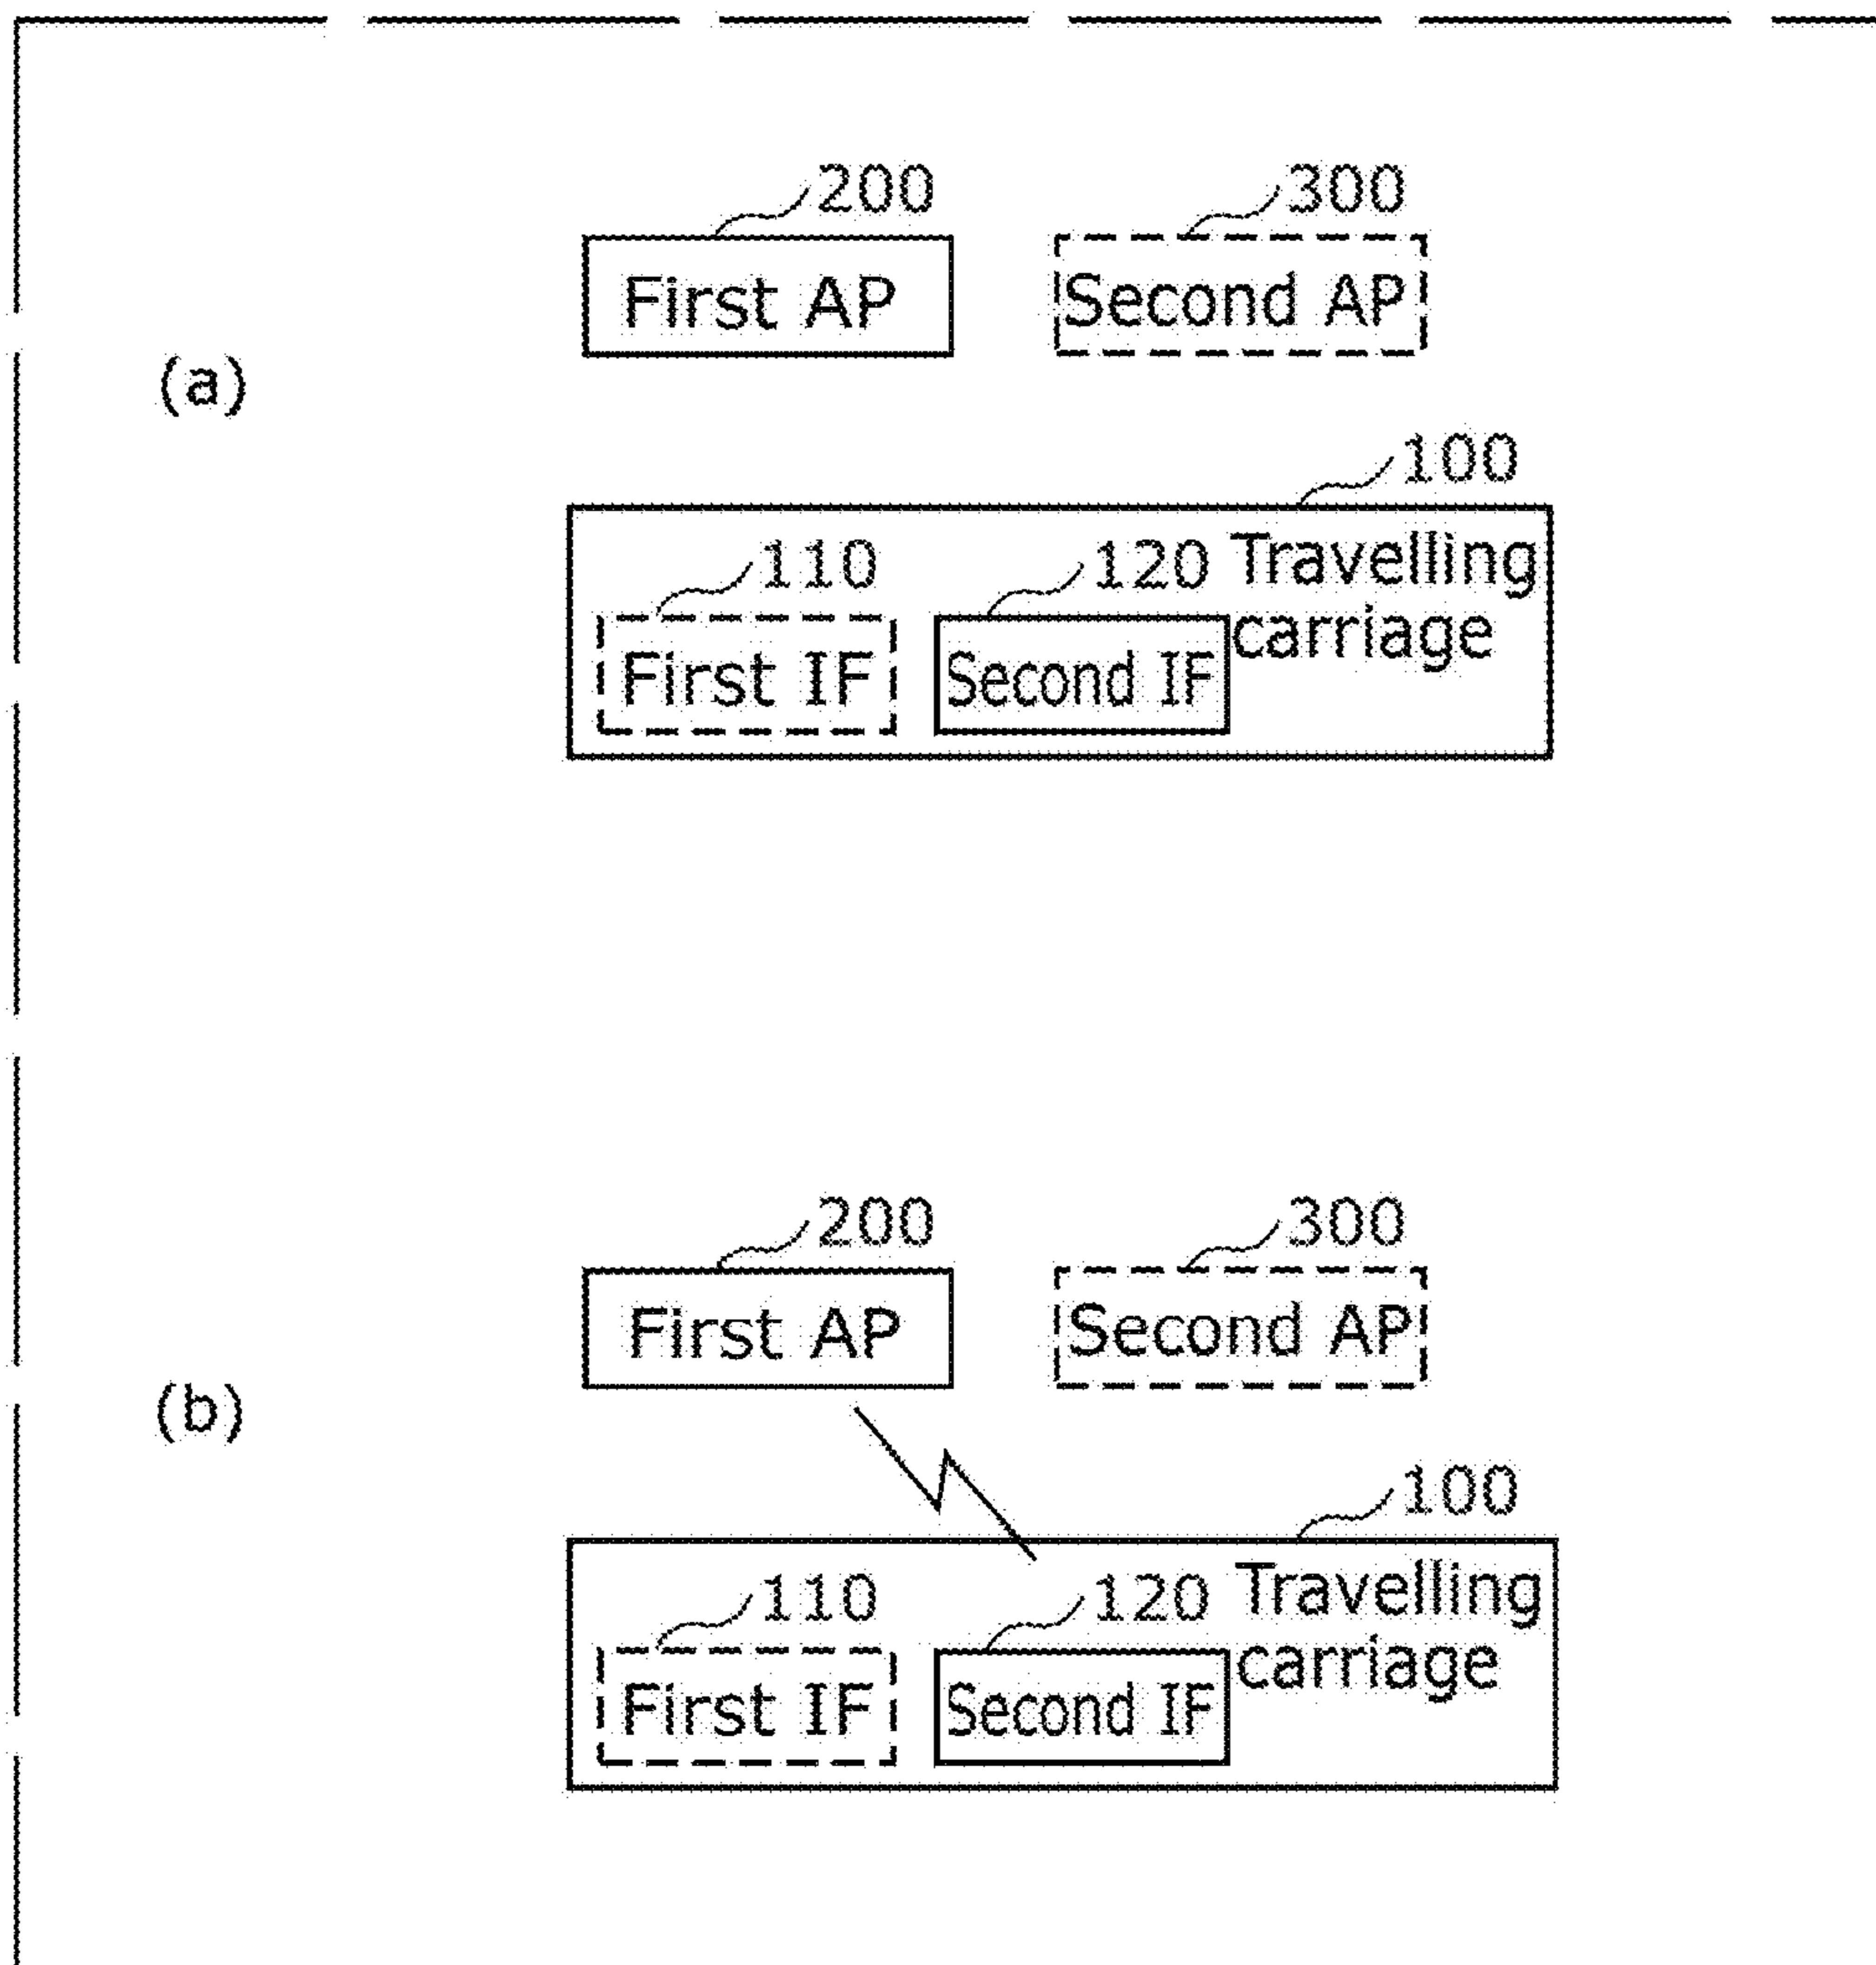 200 300
First AP Second AP
(a)
100
110 120 Travelling
carriage
First IF Second IF
200 300
First AP Second AP
(b)
100
110 120 Travelling
carriage
First IF Second IF